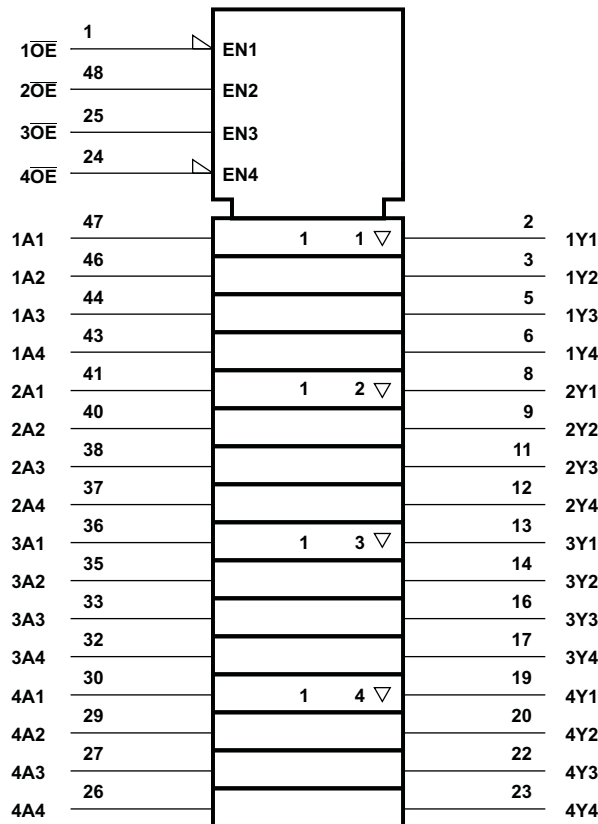 1O̅E̅ 1 EN1
2O̅E̅ 48 EN2
3O̅E̅ 25 EN3
4O̅E̅ 24 EN4
1A1 47 1 1 ▽ 2 1Y1
1A2 46 3 1Y2
1A3 44 5 1Y3
1A4 43 6 1Y4
2A1 41 1 2 ▽ 8 2Y1
2A2 40 9 2Y2
2A3 38 11 2Y3
2A4 37 12 2Y4
3A1 36 1 3 ▽ 13 3Y1
3A2 35 14 3Y2
3A3 33 16 3Y3
3A4 32 17 3Y4
4A1 30 1 4 ▽ 19 4Y1
4A2 29 20 4Y2
4A3 27 22 4Y3
4A4 26 23 4Y4